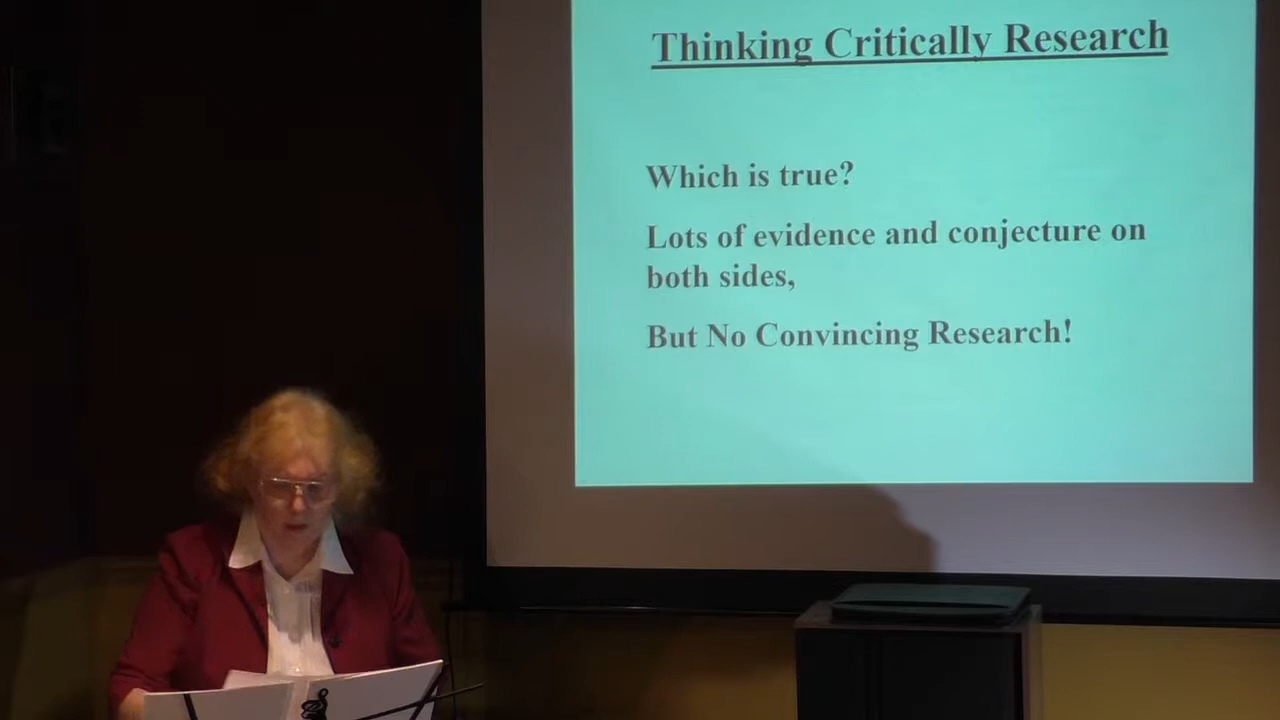 Thinking Critically Research
Which is true?
Lots of evidence and conjecture on
both sides,
But No Convincing Research!